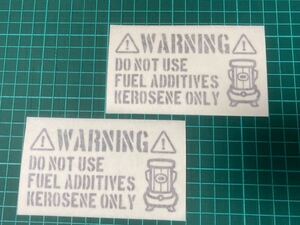 WARNING
DO NOT USE
FUEL ADDITIVES
KEROSENE ONLY
WARNING
DO NOT USE
FUEL ADDITIVES
KEROSENE ONLY